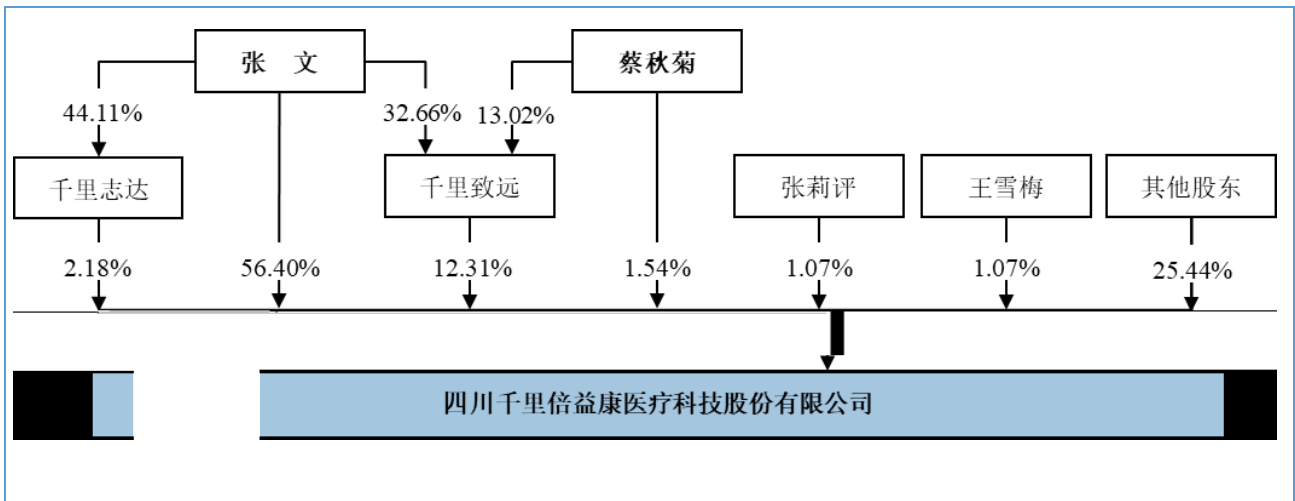 张 文
蔡秋菊
44.11%
32.66%
13.02%
千里志达
千里致远
张莉评
王雪梅
其他股东
2.18%
56.40%
12.31%
1.54%
1.07%
1.07%
25.44%
四川千里倍益康医疗科技股份有限公司